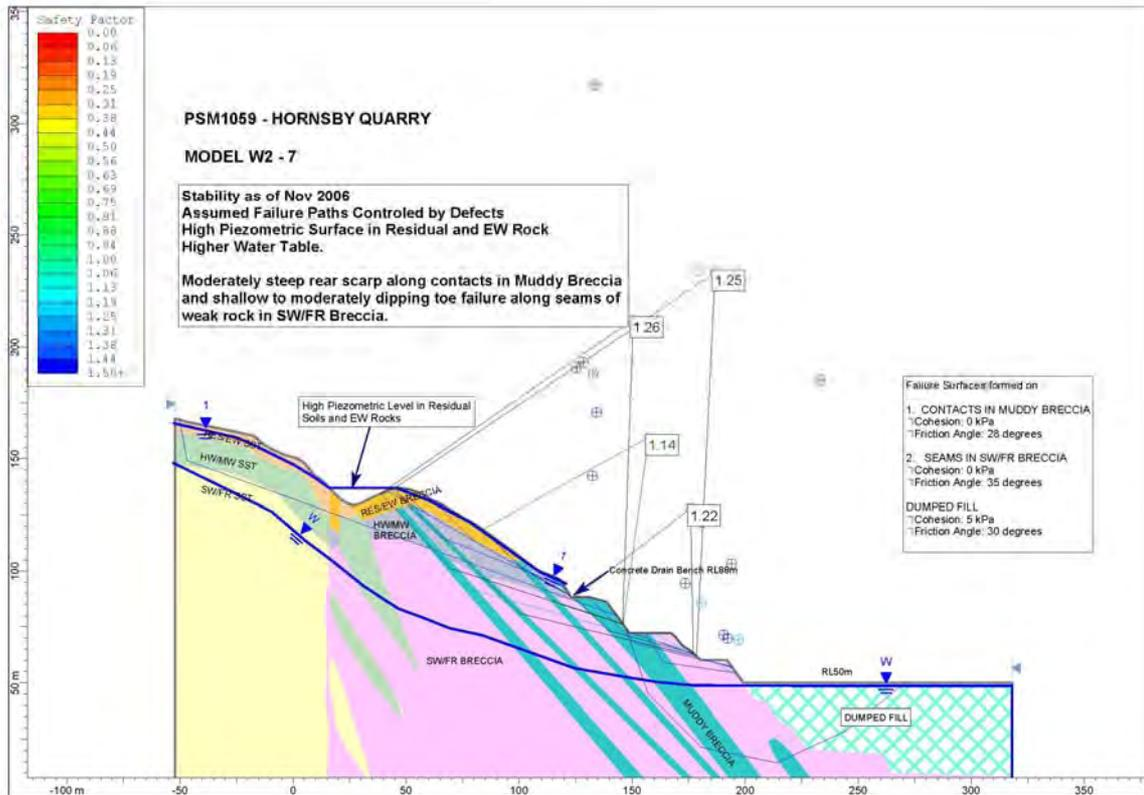 Safety Factor
0.00
0.06
0.13
0.19
0.25
0.31
0.38
0.44
0.50
0.56
0.63
0.69
0.75
0.81
0.88
0.94
1.00
1.06
1.13
1.19
1.25
1.31
1.38
1.44
1.50+
PSM1059 - HORNSBY QUARRY
MODEL W2 - 7
Stability as of Nov 2006
Assumed Failure Paths Controled by Defects
High Piezometric Surface in Residual and EW Rock
Higher Water Table.
Moderately steep rear scarp along contacts in Muddy Breccia
and shallow to moderately dipping toe failure along seams of
weak rock in SW/FR Breccia.
1.25
1.26
1.14
1.22
High Piezometric Level in Residual
Soils and EW Rocks
Failure Surfaces formed on
1. CONTACTS IN MUDDY BRECCIA
Cohesion: 0 kPa
Friction Angle: 28 degrees
2. SEAMS IN SW/FR BRECCIA
Cohesion: 0 kPa
Friction Angle: 35 degrees
DUMPED FILL
Cohesion: 5 kPa
Friction Angle: 30 degrees
1
RES/EW SST
HW/MW SST
SW/FR SST
W
RES/EW BRECCIA
HW/MW
BRECCIA
1
Concrete Drain Bench RL88m
SW/FR BRECCIA
MUDDY BRECCIA
RL50m
W
DUMPED FILL
350
300
250
200
150
100
50 m
-100 m
-50
0
50
100
150
200
250
300
350